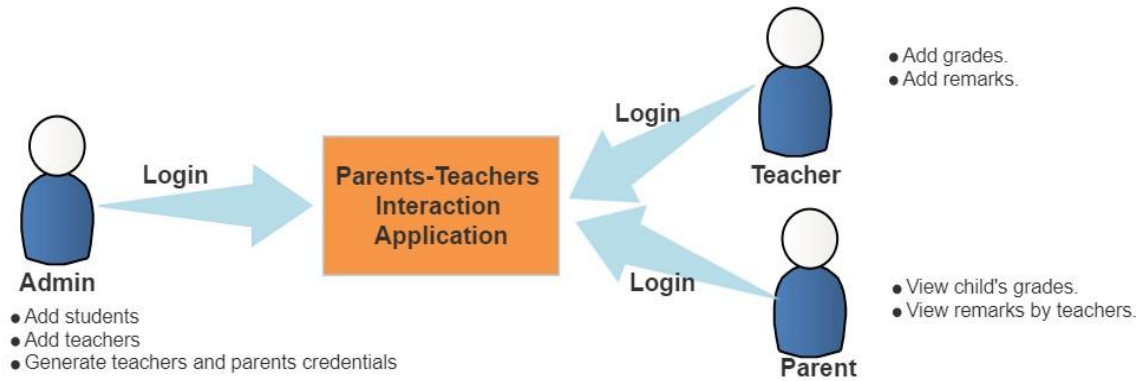 ● Add grades.
● Add remarks.
Login
Teacher
Login
Parents-Teachers
Interaction
Application
Admin
● Add students
● Add teachers
● Generate teachers and parents credentials
Login
● View child's grades.
● View remarks by teachers.
Parent